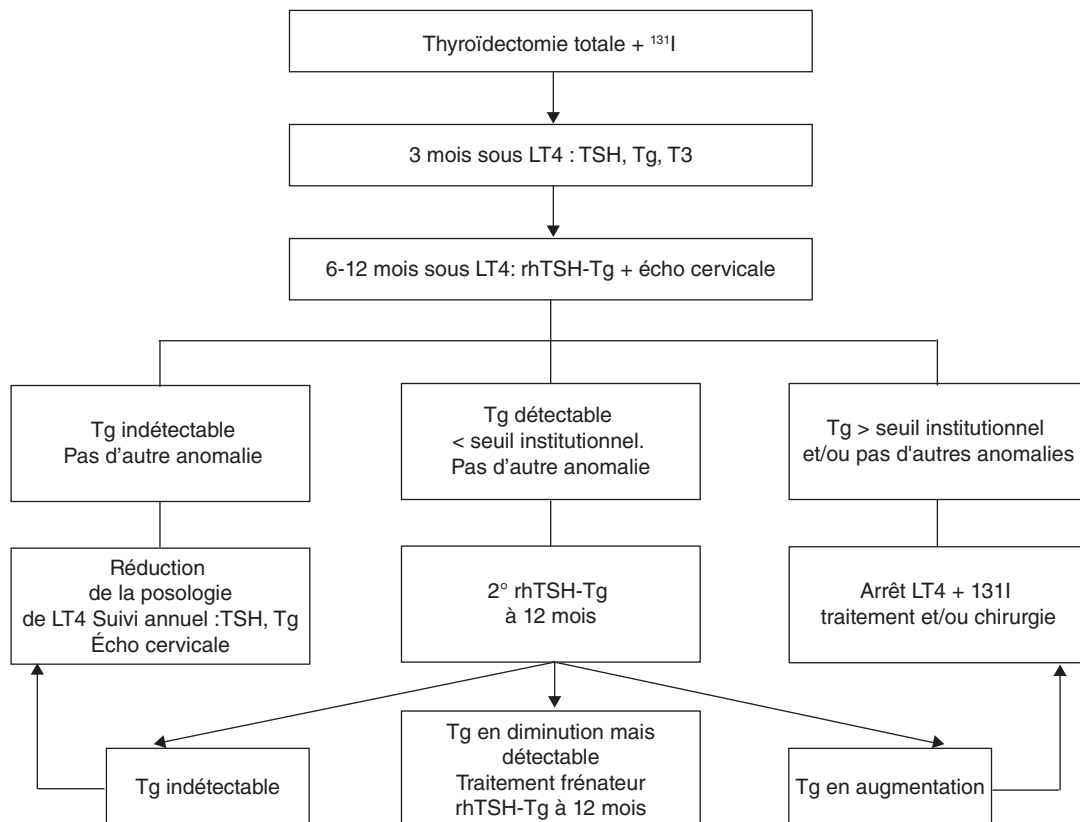 Thyroïdectomie totale + ¹³¹I
3 mois sous LT4 : TSH, Tg, T3
6-12 mois sous LT4: rhTSH-Tg + écho cervicale
Tg indétectable
Pas d'autre anomalie
Tg détectable
< seuil institutionnel.
Pas d'autre anomalie
Tg > seuil institutionnel
et/ou pas d'autres anomalies
Réduction
de la posologie
de LT4 Suivi annuel :TSH, Tg
Écho cervicale
2° rhTSH-Tg
à 12 mois
Arrêt LT4 + 131I
traitement et/ou chirurgie
Tg indétectable
Tg en diminution mais
détectable
Traitement frénateur
rhTSH-Tg à 12 mois
Tg en augmentation